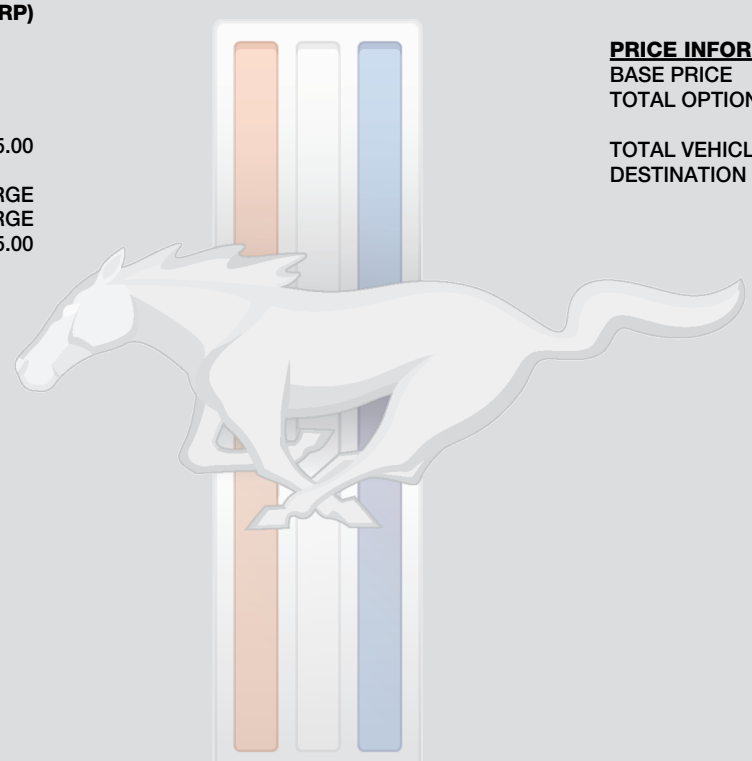 RP)
5.00
RGE
RGE
5.00
PRICE INFOR
BASE PRICE
TOTAL OPTION
TOTAL VEHICL
DESTINATION